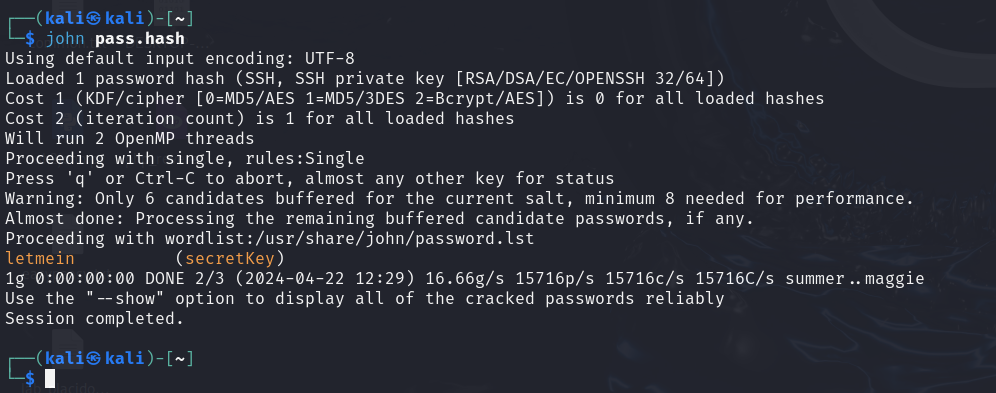 ┌──(kali㉿kali)-[~]
└─$ john pass.hash
Using default input encoding: UTF-8
Loaded 1 password hash (SSH, SSH private key [RSA/DSA/EC/OPENSSH 32/64])
Cost 1 (KDF/cipher [0=MD5/AES 1=MD5/3DES 2=Bcrypt/AES]) is 0 for all loaded hashes
Cost 2 (iteration count) is 1 for all loaded hashes
Will run 2 OpenMP threads
Proceeding with single, rules:Single
Press 'q' or Ctrl-C to abort, almost any other key for status
Warning: Only 6 candidates buffered for the current salt, minimum 8 needed for performance.
Almost done: Processing the remaining buffered candidate passwords, if any.
Proceeding with wordlist:/usr/share/john/password.lst
letmein          (secretKey)
1g 0:00:00:00 DONE 2/3 (2024-04-22 12:29) 16.66g/s 15716p/s 15716c/s 15716C/s summer..maggie
Use the "--show" option to display all of the cracked passwords reliably
Session completed.
┌──(kali㉿kali)-[~]
└─$